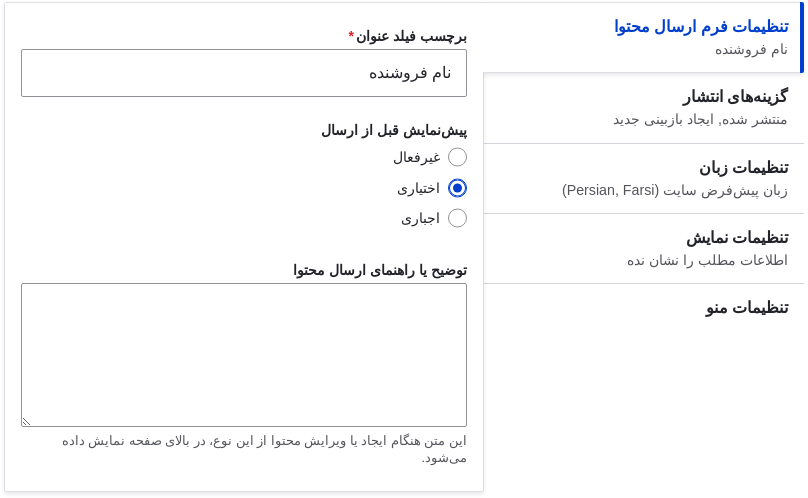 تنظیمات فرم ارسال محتوا
نام فروشنده
گزینه‌های انتشار
منتشر شده, ایجاد بازبینی جدید
تنظیمات زبان
زبان پیش‌فرض سایت (Persian, Farsi)
تنظیمات نمایش
اطلاعات مطلب را نشان نده
تنظیمات منو
برچسب فیلد عنوان*
نام فروشنده
پیش‌نمایش قبل از ارسال
غیرفعال
اختیاری
اجباری
توضیح یا راهنمای ارسال محتوا
این متن هنگام ایجاد یا ویرایش محتوا از این نوع، در بالای صفحه نمایش داده
می‌شود.